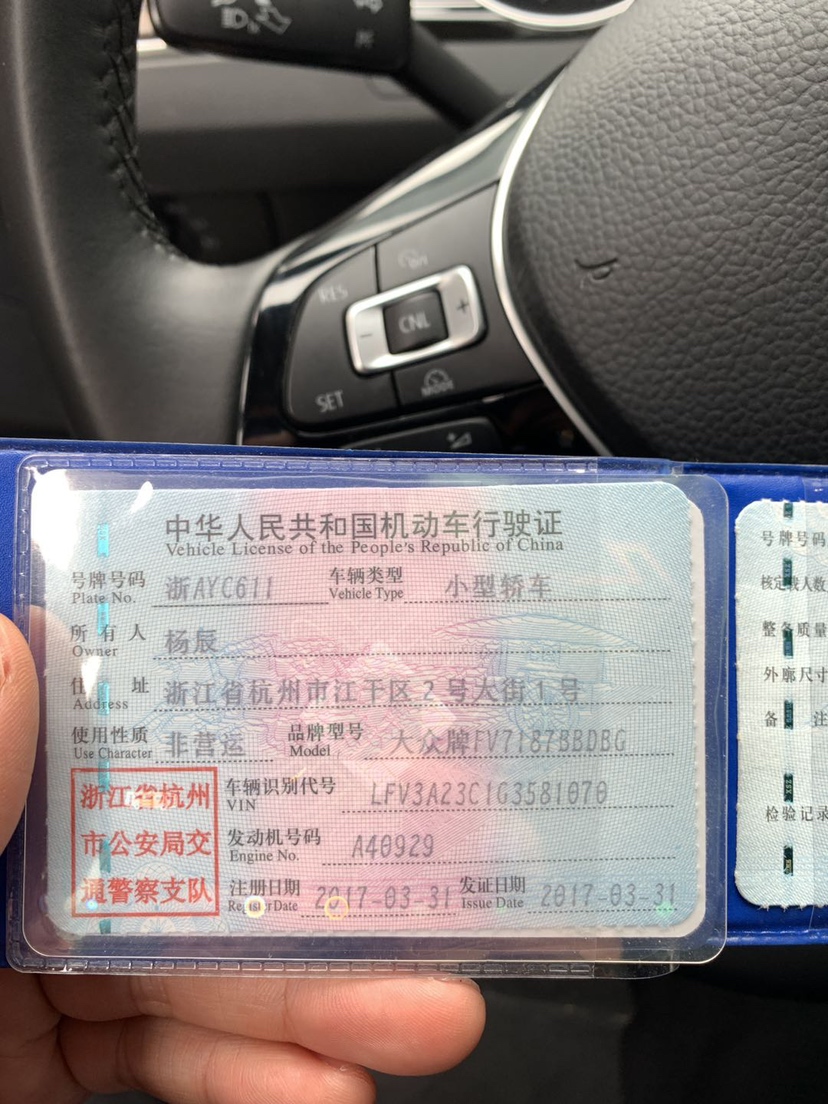 RES
CNL
+
-
SET
中华人民共和国机动车行驶证
Vehicle License of the People's Republic of China
号牌号码 浙AYC611 车辆类型 小型轿车
Plate No. Vehicle Type
所有人 杨辰
Owner
住址 浙江省杭州市江干区2号大街1号
Address
使用性质 非营运 品牌型号 大众牌FV7187BBDBG
Use Character Model
浙江省杭州
市公安局交
通警察支队
车辆识别代号 LFV3A23C1G3581070
VIN
发动机号码 A40929
Engine No.
注册日期 2017-03-31 发证日期 2017-03-31
Register Date Issue Date
号牌号码
核定载人数
整备质量
外廓尺寸
备注
检验记录